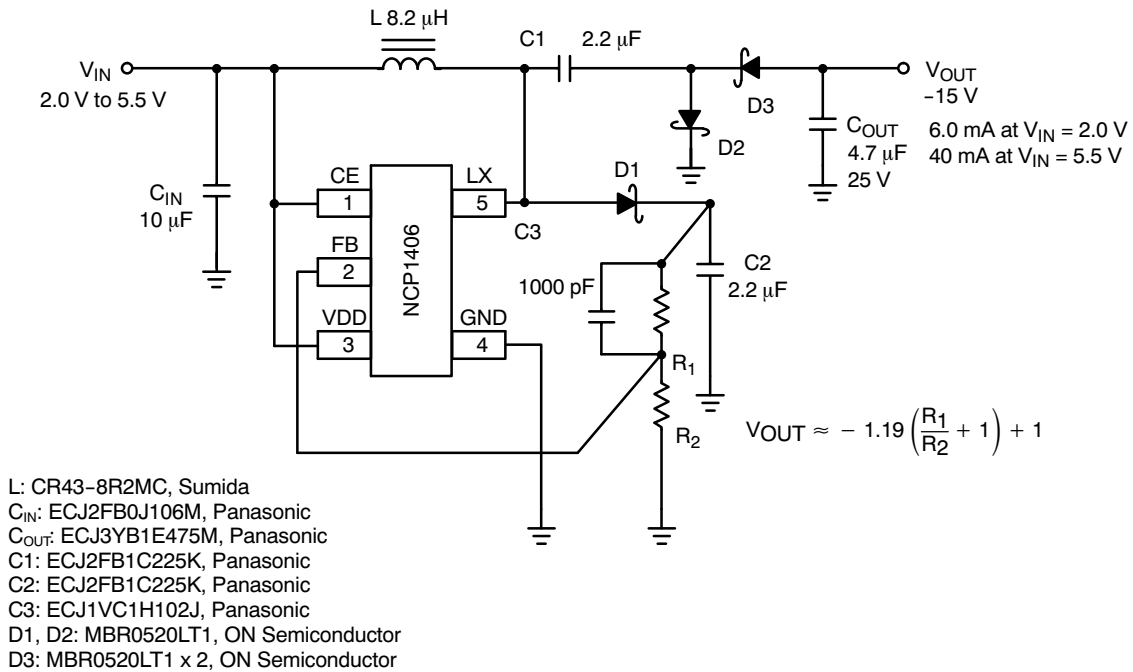 L 8.2 μH
C1
2.2 μF
VIN
2.0 V to 5.5 V
VOUT
−15 V
D3
D2
COUT
4.7 μF
25 V
6.0 mA at VIN = 2.0 V
40 mA at VIN = 5.5 V
CIN
10 μF
CE
1
LX
5
D1
C3
FB
2
NCP1406
C2
2.2 μF
1000 pF
VDD
3
GND
4
R1
R2
VOUT ≈ − 1.19 (R1/R2 + 1) + 1
L: CR43−8R2MC, Sumida
CIN: ECJ2FB0J106M, Panasonic
COUT: ECJ3YB1E475M, Panasonic
C1: ECJ2FB1C225K, Panasonic
C2: ECJ2FB1C225K, Panasonic
C3: ECJ1VC1H102J, Panasonic
D1, D2: MBR0520LT1, ON Semiconductor
D3: MBR0520LT1 x 2, ON Semiconductor